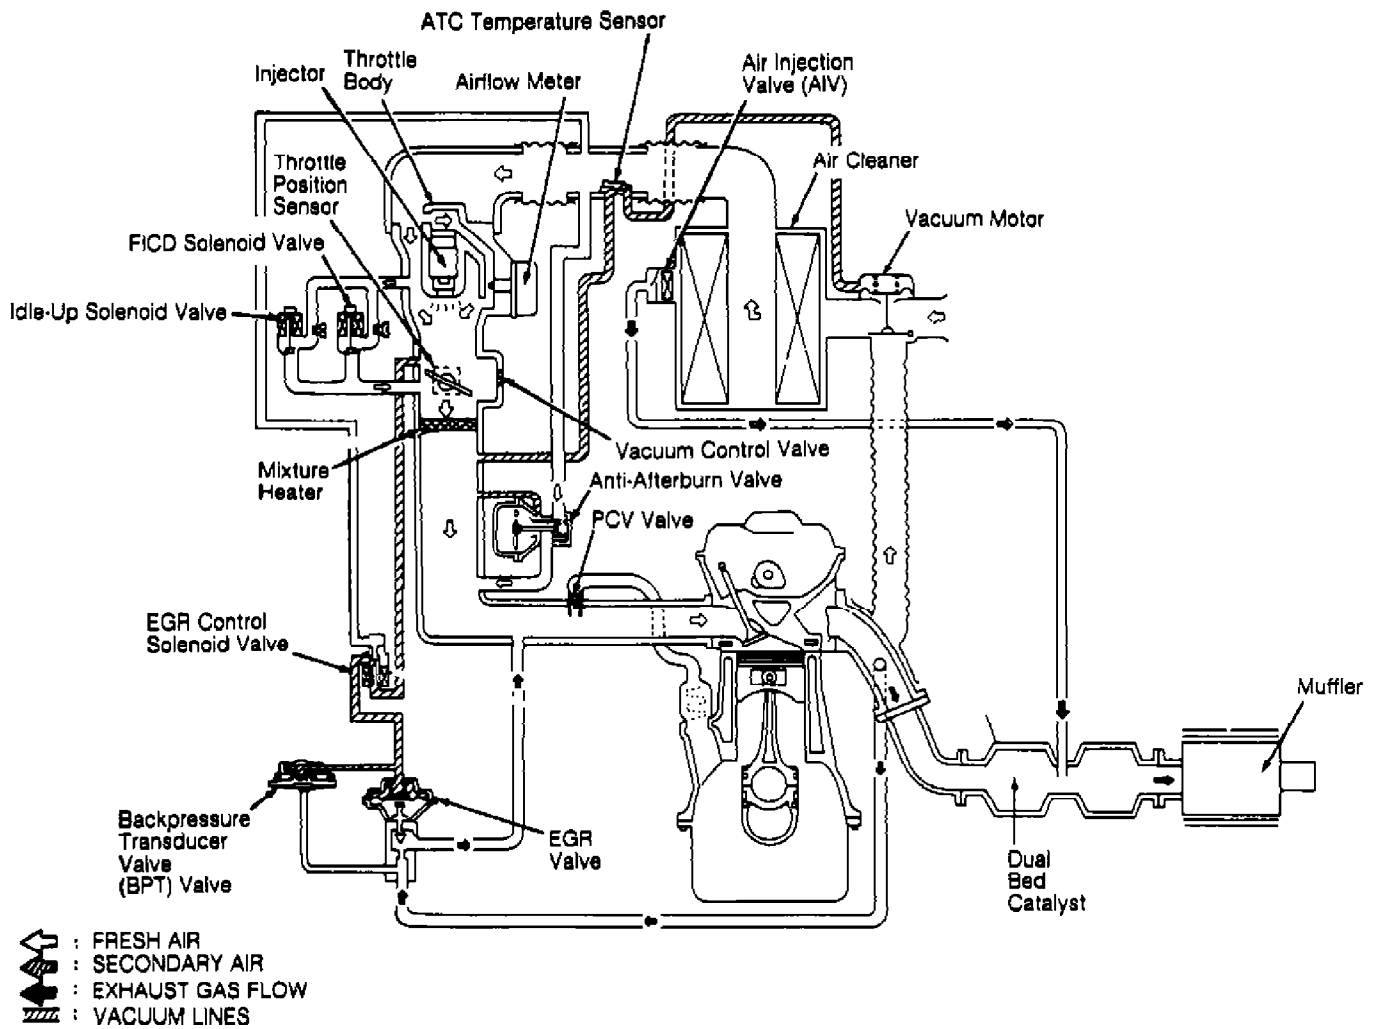 ATC Temperature Sensor
Throttle
Body
Injector
Airflow Meter
Air Injection
Valve (AIV)
Throttle
Position
Sensor
Air Cleaner
Vacuum Motor
FICD Solenoid Valve
Idle-Up Solenoid Valve
Vacuum Control Valve
Mixture
Heater
Anti-Afterburn Valve
PCV Valve
EGR Control
Solenoid Valve
Muffler
Backpressure
Transducer
Valve
(BPT) Valve
EGR
Valve
Dual
Bed
Catalyst
: FRESH AIR
: SECONDARY AIR
: EXHAUST GAS FLOW
: VACUUM LINES